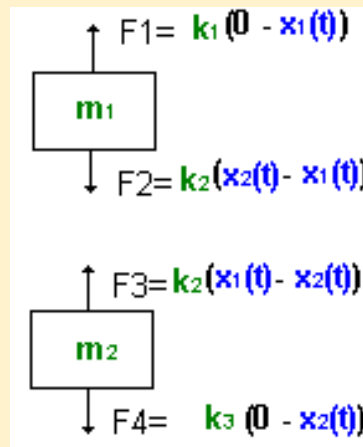 F1= k₁(0 - x₁(t))
m₁
F2= k₂(x₂(t)- x₁(t))
F3= k₂(x₁(t)- x₂(t))
m₂
F4= k₃ (0 - x₂(t))